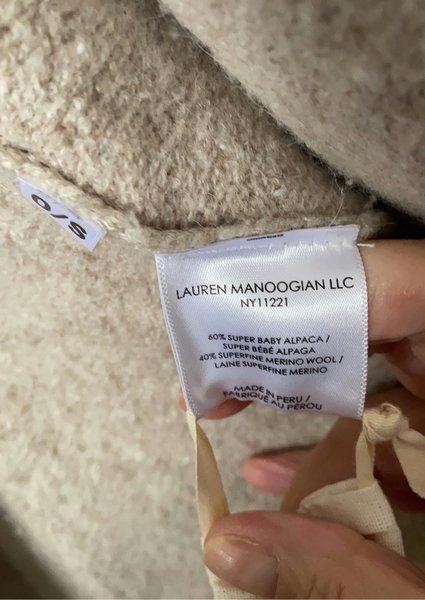 O/S
LAUREN MANOOGIAN LLC
NY11221
60% SUPER BABY ALPACA /
SUPER BÉBÉ ALPAGA
40% SUPERFINE MERINO WOOL /
LAINE SUPERFINE MERINO
MADE IN PERU /
FABRIQUÉ AU PÉROU